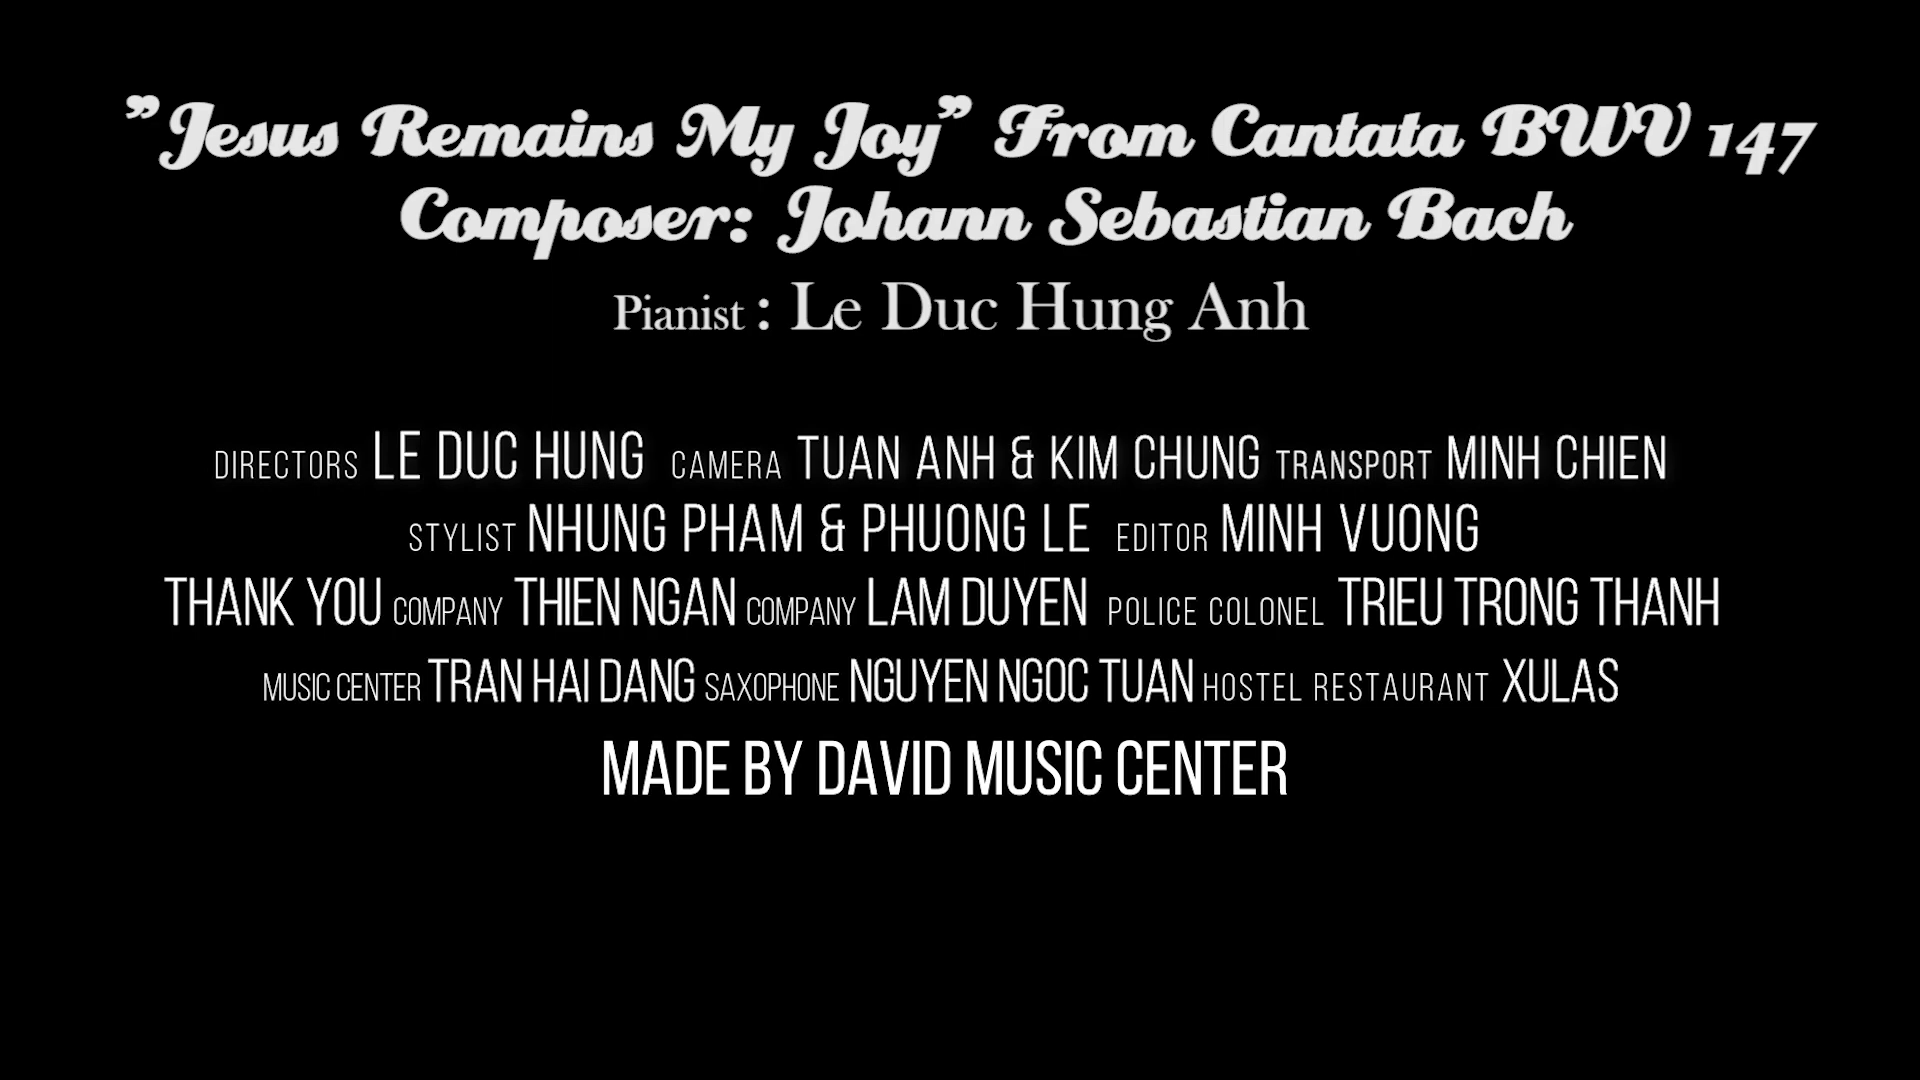 ”Jesus Remains My Joy” From Cantata BWV 147
Composer: Johann Sebastian Bach
Pianist : Le Duc Hung Anh
DIRECTORS LE DUC HUNG CAMERA TUAN ANH & KIM CHUNG TRANSPORT MINH CHIEN
STYLIST NHUNG PHAM & PHUONG LE EDITOR MINH VUONG
THANK YOU COMPANY THIEN NGAN COMPANY LAM DUYEN POLICE COLONEL TRIEU TRONG THANH
MUSIC CENTER TRAN HAI DANG SAXOPHONE NGUYEN NGOC TUAN HOSTEL RESTAURANT XULAS
MADE BY DAVID MUSIC CENTER